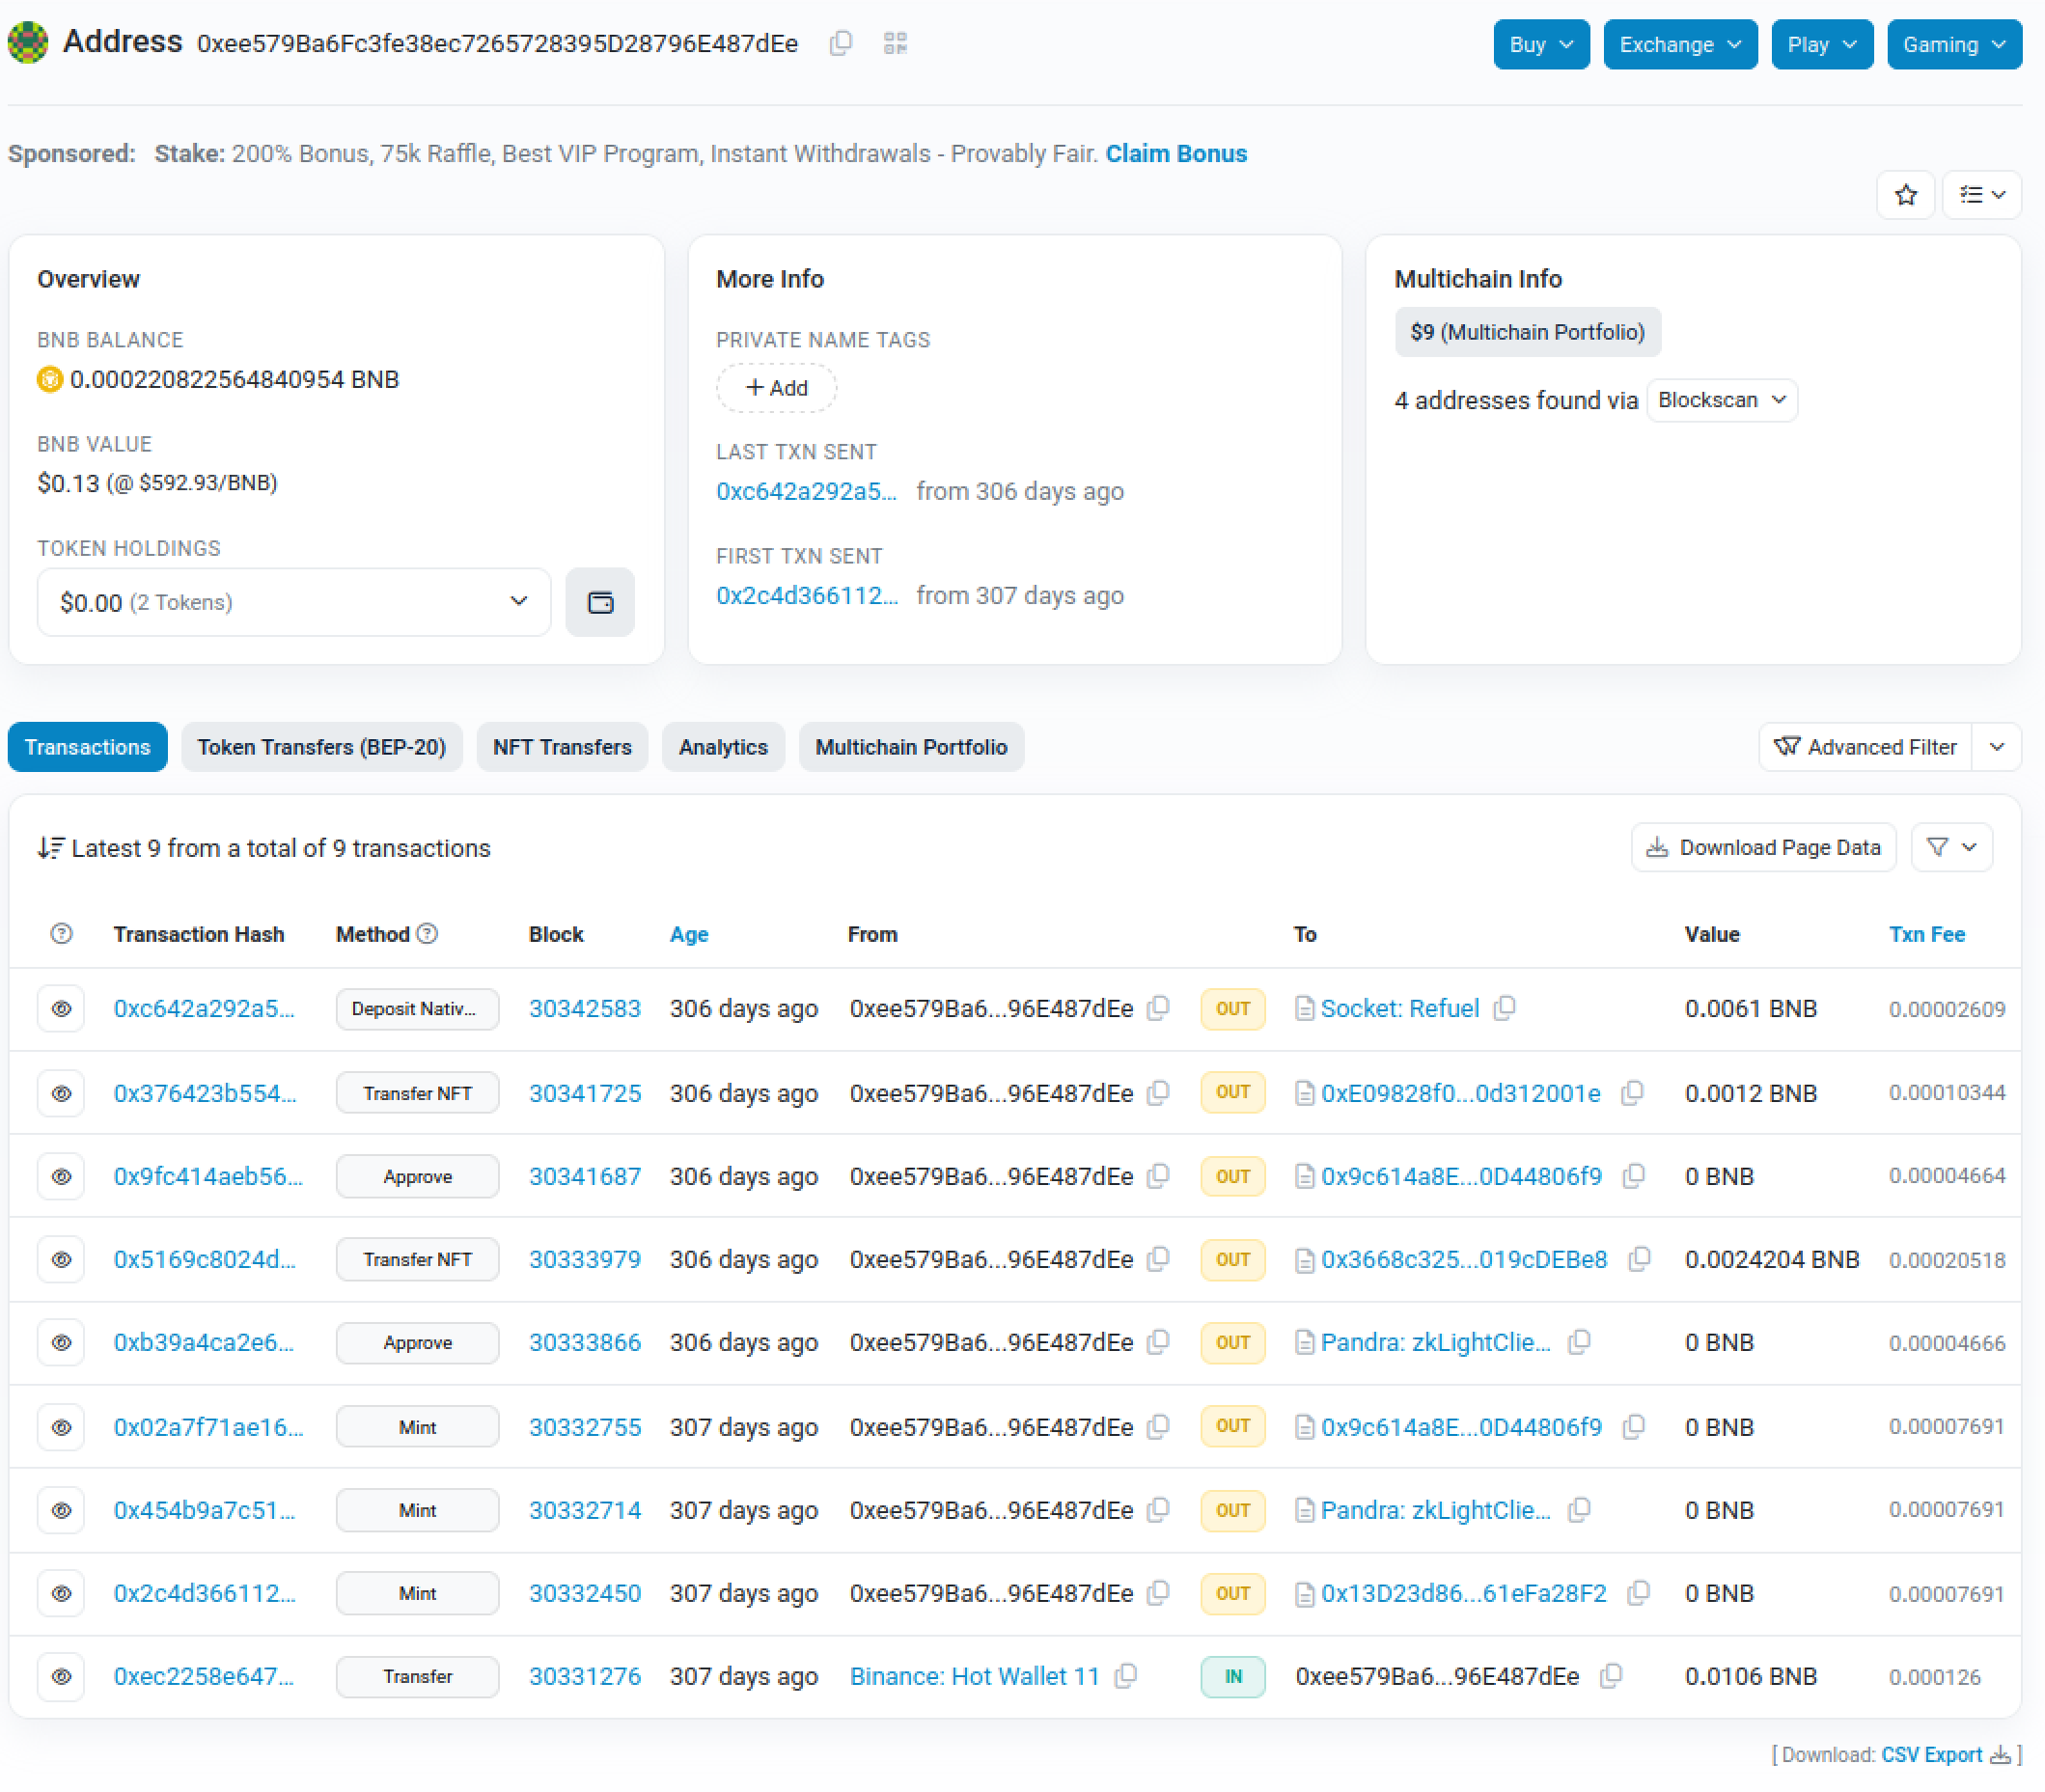 Address 0xee579Ba6Fc3fe38ec7265728395D28796E487dEe Buy Exchange Play Gaming
Sponsored: Stake: 200% Bonus, 75k Raffle, Best VIP Program, Instant Withdrawals - Provably Fair. Claim Bonus
Overview
BNB BALANCE
0.000220822564840954 BNB
BNB VALUE
$0.13 (@ $592.93/BNB)
TOKEN HOLDINGS
$0.00 (2 Tokens)
More Info
PRIVATE NAME TAGS
+ Add
LAST TXN SENT
0xc642a292a5... from 306 days ago
FIRST TXN SENT
0x2c4d366112... from 307 days ago
Multichain Info
$9 (Multichain Portfolio)
4 addresses found via Blockscan
Transactions Token Transfers (BEP-20) NFT Transfers Analytics Multichain Portfolio Advanced Filter
Latest 9 from a total of 9 transactions Download Page Data
? Transaction Hash Method ? Block Age From To Value Txn Fee
0xc642a292a5... Deposit Nativ... 30342583 306 days ago 0xee579Ba6...96E487dEe OUT Socket: Refuel 0.0061 BNB 0.00002609
0x376423b554... Transfer NFT 30341725 306 days ago 0xee579Ba6...96E487dEe OUT 0xE09828f0...0d312001e 0.0012 BNB 0.00010344
0x9fc414aeb56... Approve 30341687 306 days ago 0xee579Ba6...96E487dEe OUT 0x9c614a8E...0D44806f9 0 BNB 0.00004664
0x5169c8024d... Transfer NFT 30333979 306 days ago 0xee579Ba6...96E487dEe OUT 0x3668c325...019cDEBe8 0.0024204 BNB 0.00020518
0xb39a4ca2e6... Approve 30333866 306 days ago 0xee579Ba6...96E487dEe OUT Pandra: zkLightClie... 0 BNB 0.00004666
0x02a7f71ae16... Mint 30332755 307 days ago 0xee579Ba6...96E487dEe OUT 0x9c614a8E...0D44806f9 0 BNB 0.00007691
0x454b9a7c51... Mint 30332714 307 days ago 0xee579Ba6...96E487dEe OUT Pandra: zkLightClie... 0 BNB 0.00007691
0x2c4d366112... Mint 30332450 307 days ago 0xee579Ba6...96E487dEe OUT 0x13D23d86...61eFa28F2 0 BNB 0.00007691
0xec2258e647... Transfer 30331276 307 days ago Binance: Hot Wallet 11 IN 0xee579Ba6...96E487dEe 0.0106 BNB 0.000126
[ Download: CSV Export ]